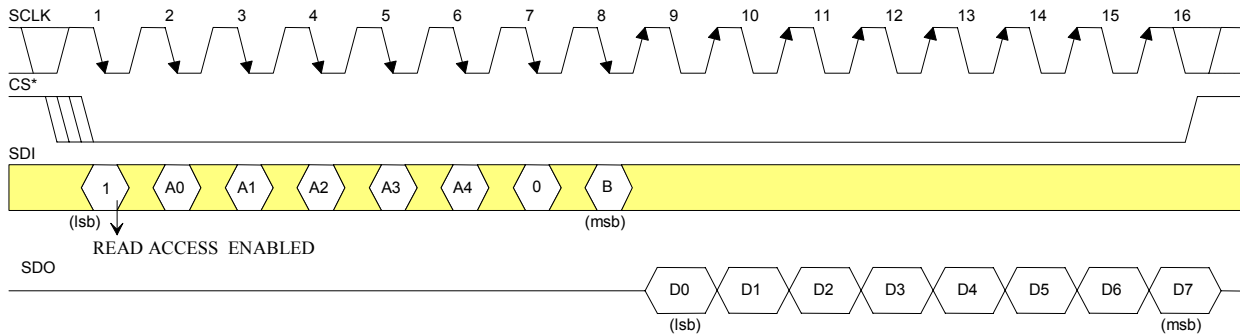 SCLK 1 2 3 4 5 6 7 8 9 10 11 12 13 14 15 16
CS*
SDI
1 A0 A1 A2 A3 A4 0 B
(lsb) (msb)
READ ACCESS ENABLED
SDO
D0 D1 D2 D3 D4 D5 D6 D7
(lsb) (msb)